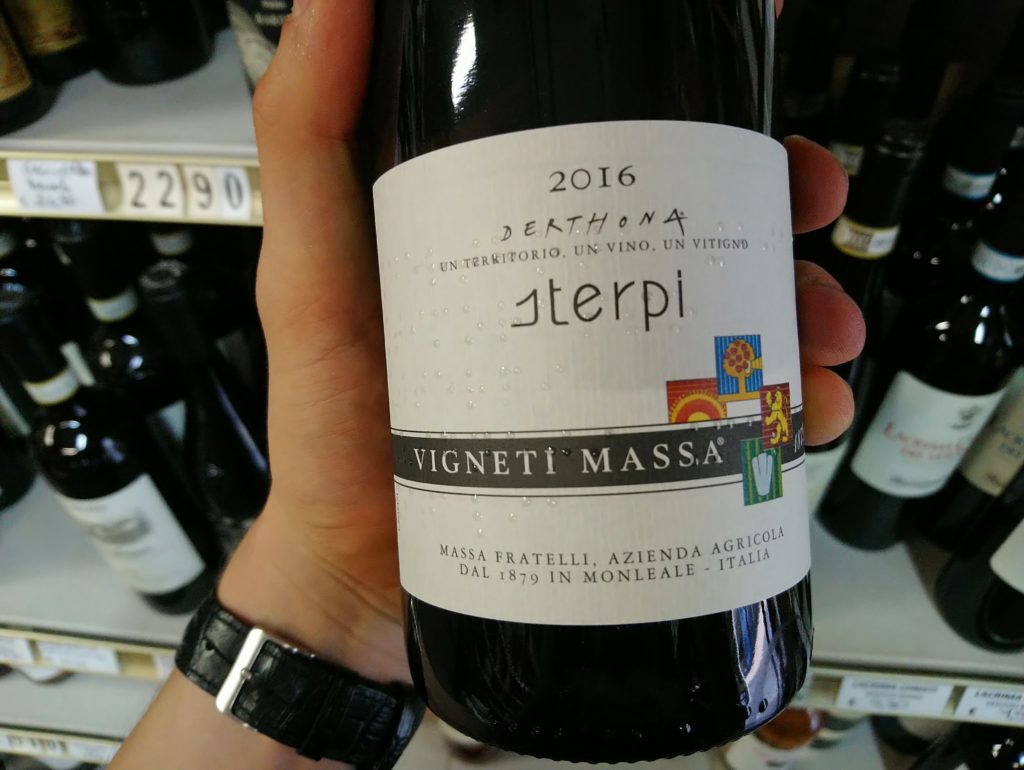 2016
DERTHONA
UN TERRITORIO, UN VINO, UN VITIGNO
sterpi
VIGNETI MASSA®
MASSA FRATELLI, AZIENDA AGRICOLA
DAL 1879 IN MONLEALE - ITALIA
22 90